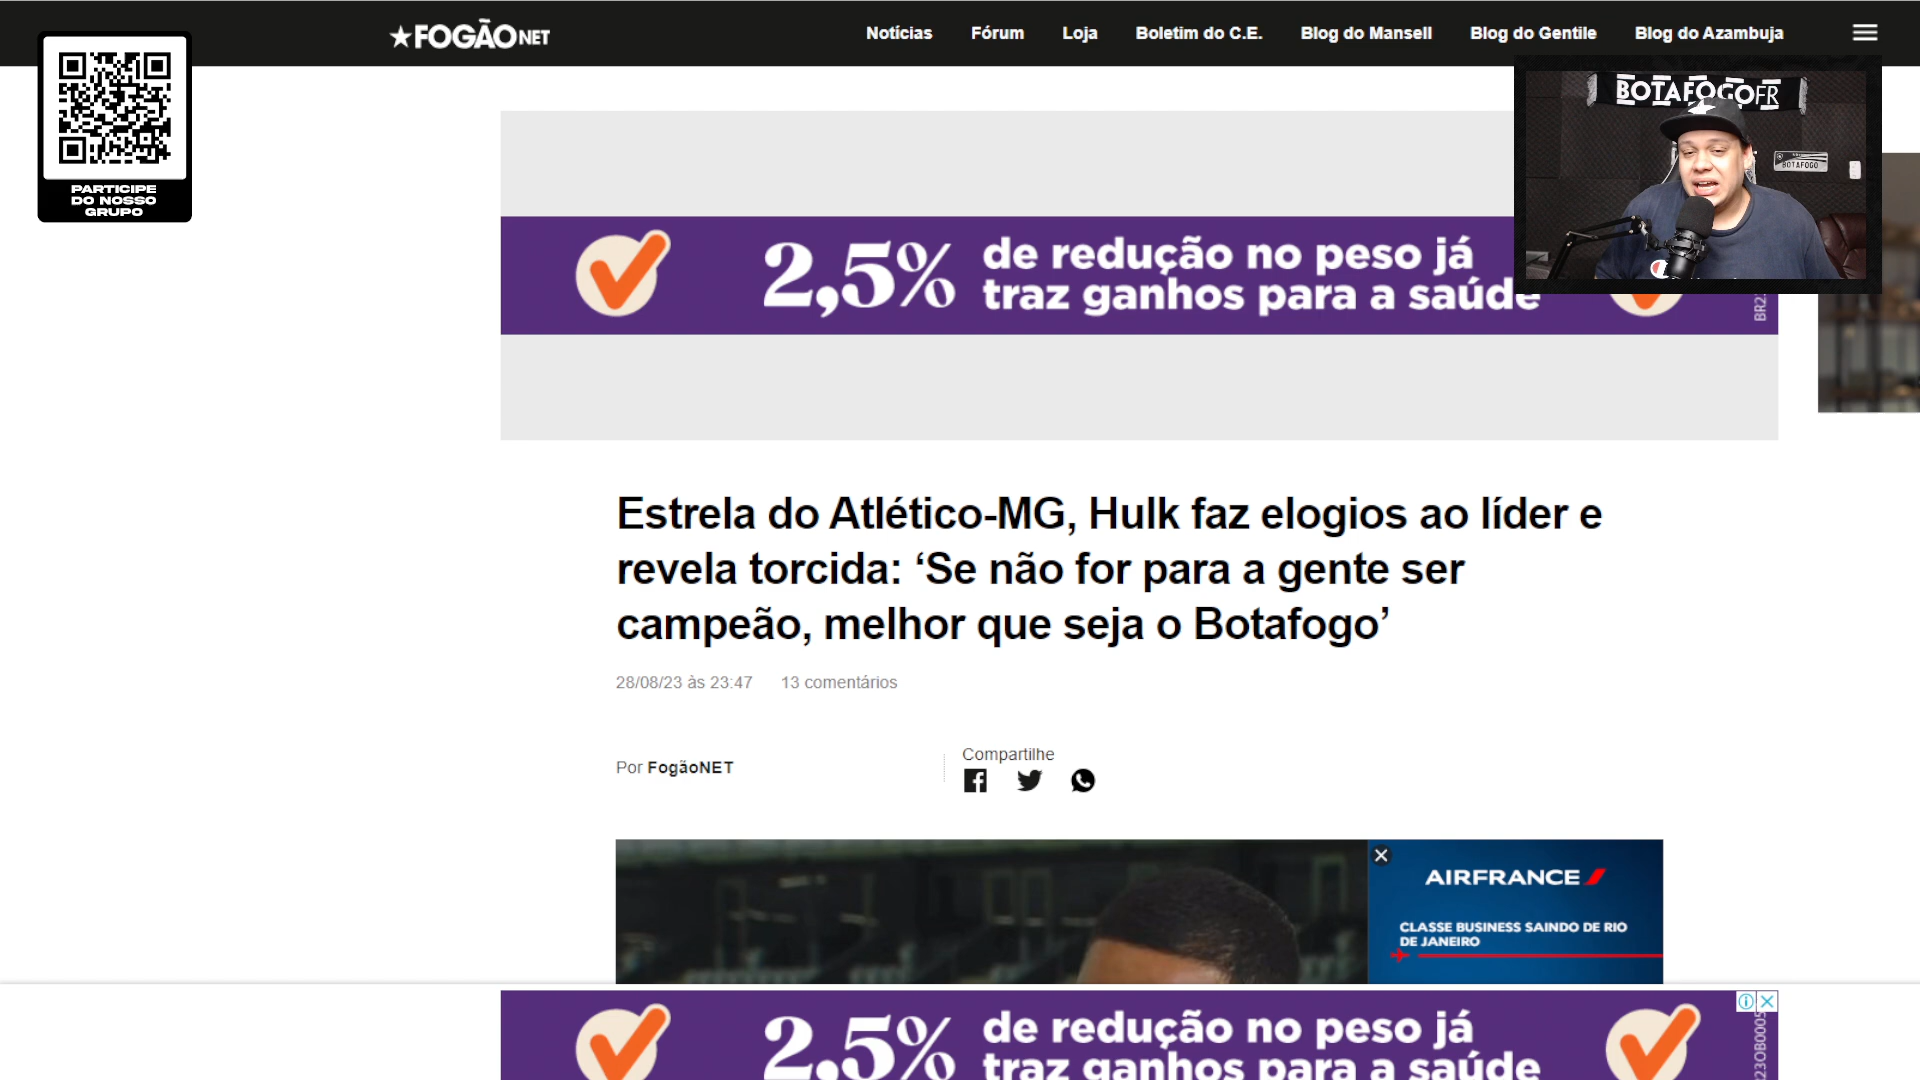 FOGÃONET
Notícias
Fórum
Loja
Boletim do C.E.
Blog do Mansell
Blog do Gentile
Blog do Azambuja
PARTICIPE
DO NOSSO
GRUPO
BOTAFOGOFR
BOTAFOGO
2,5% de redução no peso já
traz ganhos para a saúde
Estrela do Atlético-MG, Hulk faz elogios ao líder e
revela torcida: ‘Se não for para a gente ser
campeão, melhor que seja o Botafogo’
28/08/23 às 23:47 13 comentários
Por FogãoNET
Compartilhe
AIRFRANCE
CLASSE BUSINESS SAINDO DE RIO
DE JANEIRO
2,5% de redução no peso já
traz ganhos para a saúde